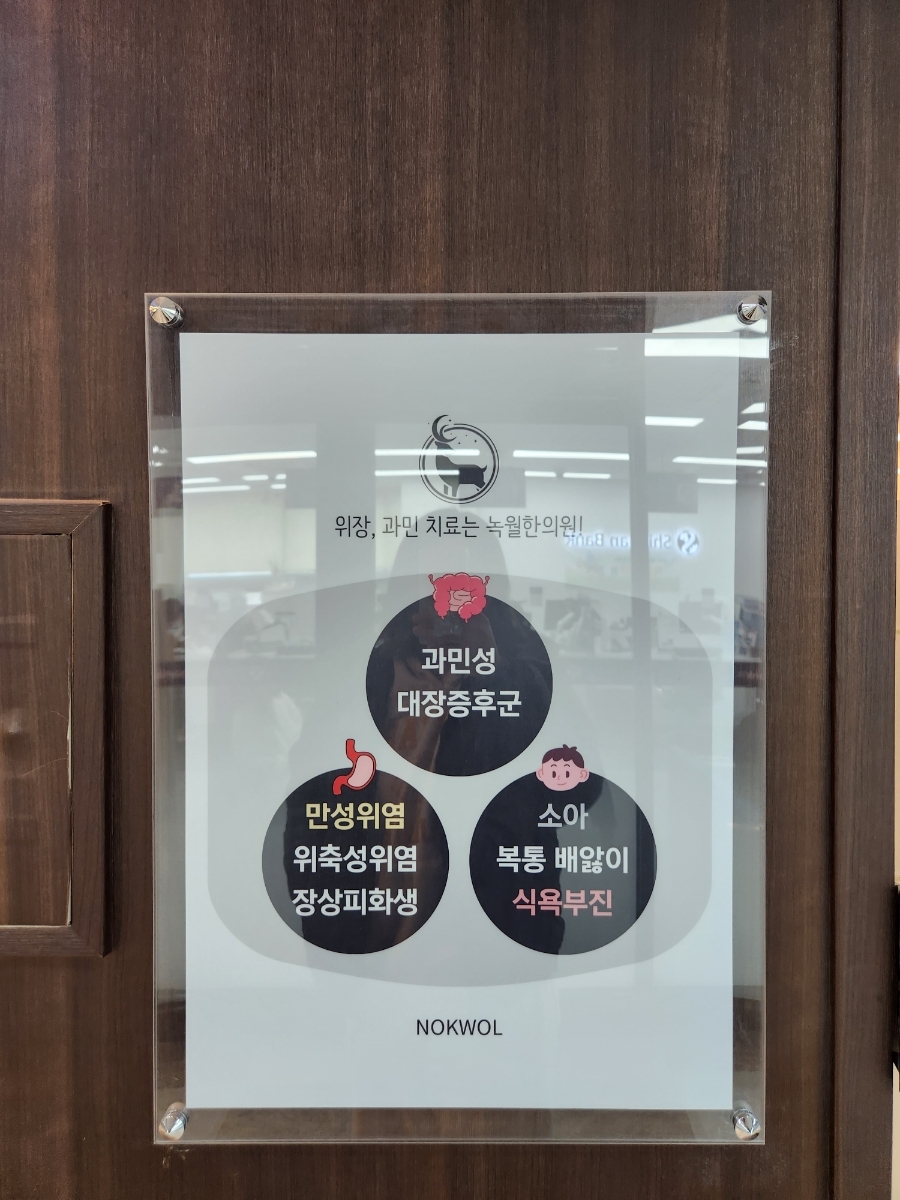 위장, 과민 치료는 녹월한의원!
Shinhan Bank
과민성
대장증후군
만성위염
위축성위염
장상피화생
소아
복통 배앓이
식욕부진
NOKWOL